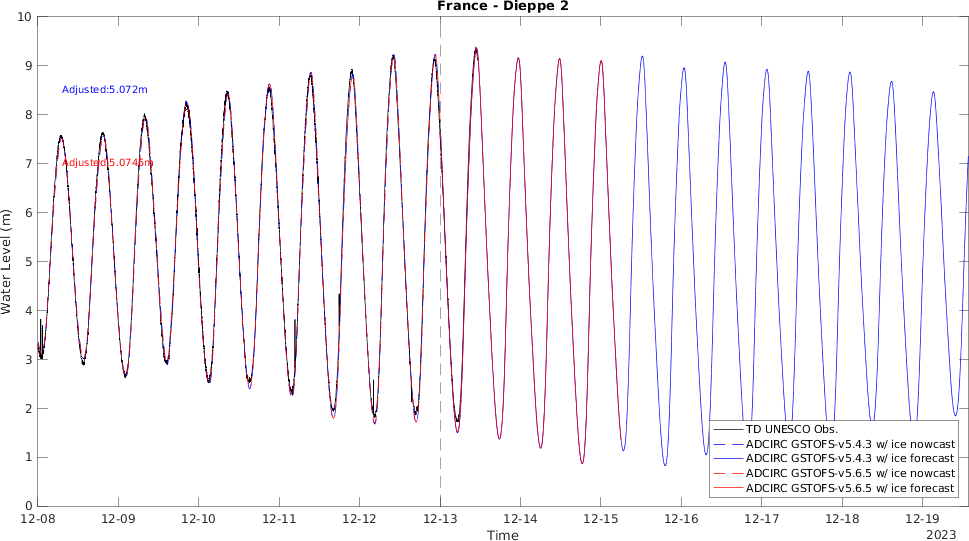 France - Dieppe 2
10
9
8
7
6
5
4
3
2
1
0
Water Level (m)
Adjusted:5.072m
Adjusted:5.0745m
TD UNESCO Obs.
ADCIRC GSTOFS-v5.4.3 w/ ice nowcast
ADCIRC GSTOFS-v5.4.3 w/ ice forecast
ADCIRC GSTOFS-v5.6.5 w/ ice nowcast
ADCIRC GSTOFS-v5.6.5 w/ ice forecast
12-08 12-09 12-10 12-11 12-12 12-13 12-14 12-15 12-16 12-17 12-18 12-19
Time
2023